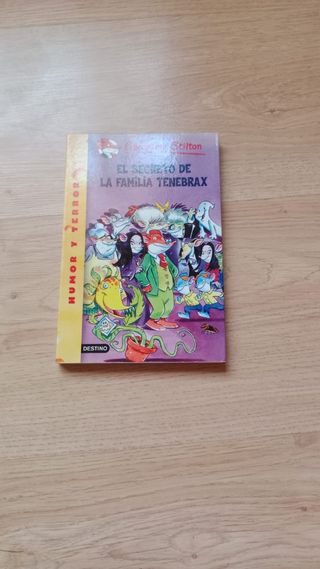 Geronimo Stilton
EL SECRETO DE
LA FAMILIA TENEBRAX
HUMOR Y TERROR
DESTINO